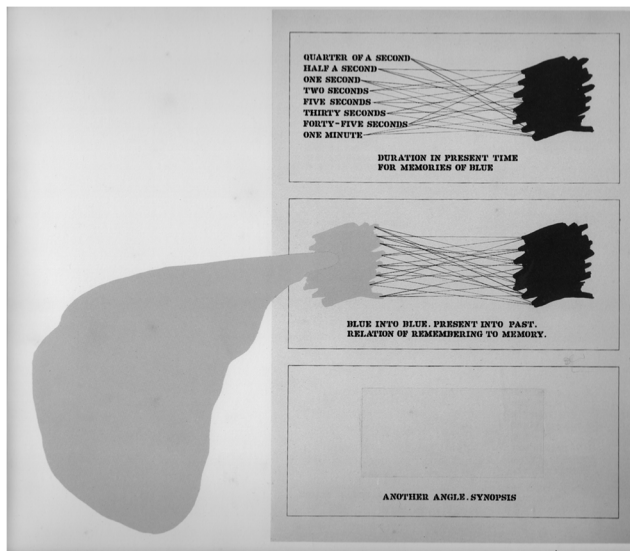 QUARTER OF A SECOND
HALF A SECOND
ONE SECOND
TWO SECONDS
FIVE SECONDS
THIRTY SECONDS
FORTY-FIVE SECONDS
ONE MINUTE
DURATION IN PRESENT TIME
FOR MEMORIES OF BLUE
BLUE INTO BLUE. PRESENT INTO PAST.
RELATION OF REMEMBERING TO MEMORY.
ANOTHER ANGLE. SYNOPSIS